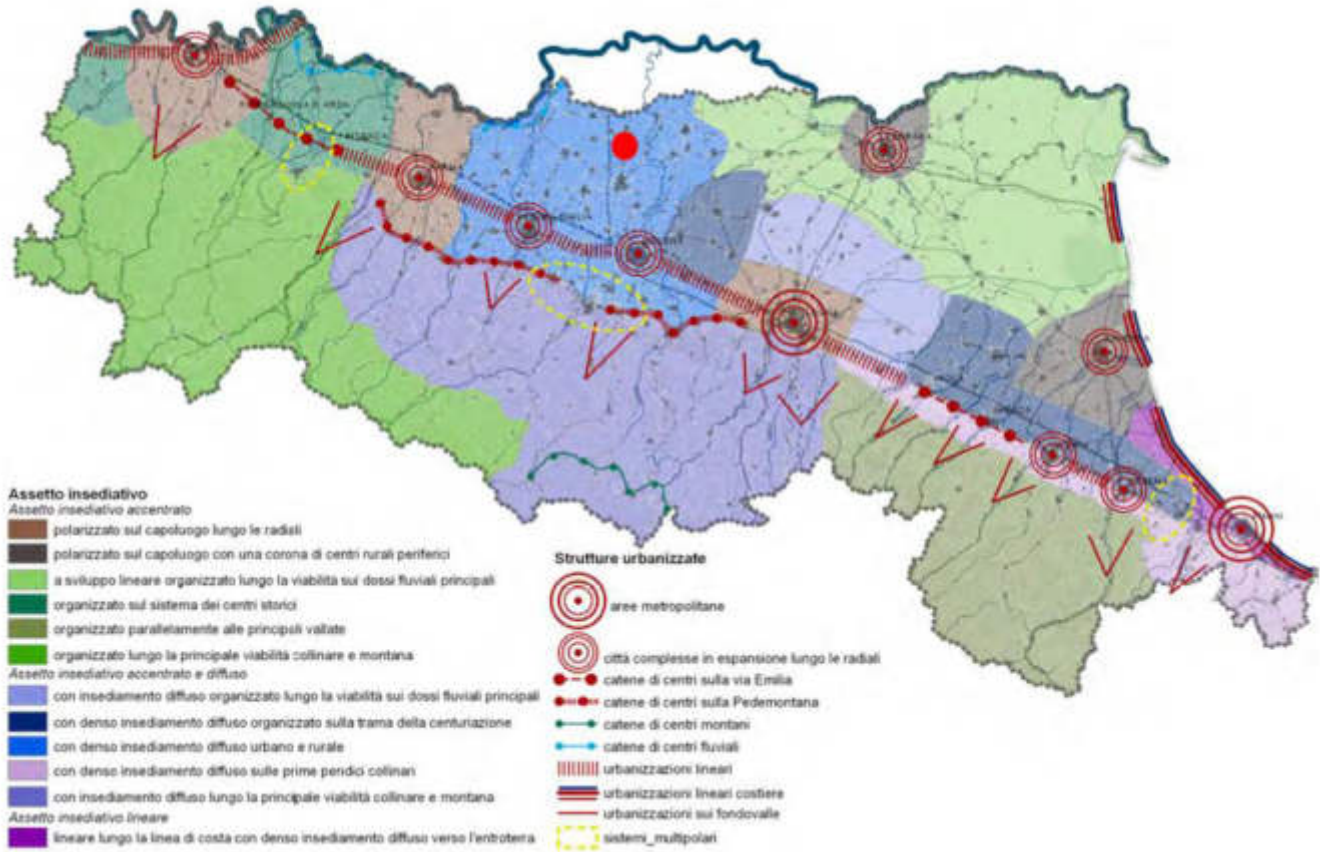 FERRARA
Assetto insediativo
Assetto insediativo accentrato
polarizzato sul capoluogo lungo le radiali
polarizzato sul capoluogo con una corona di centri rurali periferici
a sviluppo lineare organizzato lungo la viabilità sui dossi fluviali principali
organizzato sul sistema dei centri storici
organizzato parallelamente alle principali vallate
organizzato lungo la principale viabilità collinare e montana
Assetto insediativo accentrato e diffuso
con insediamento diffuso organizzato lungo la viabilità sui dossi fluviali principali
con denso insediamento diffuso organizzato sulla trama della centuriazione
con denso insediamento diffuso urbano e rurale
con denso insediamento diffuso sulle prime pendici collinari
con insediamento diffuso lungo la principale viabilità collinare e montana
Assetto insediativo lineare
lineare lungo la linea di costa con denso insediamento diffuso verso l'entroterra
Strutture urbanizzate
aree metropolitane
città complesse in espansione lungo le radiali
catene di centri sulla via Emilia
catene di centri sulla Pedemontana
catene di centri montani
catene di centri fluviali
urbanizzazioni lineari
urbanizzazioni lineari costiere
urbanizzazioni sui fondovalle
sistemi_multipolari